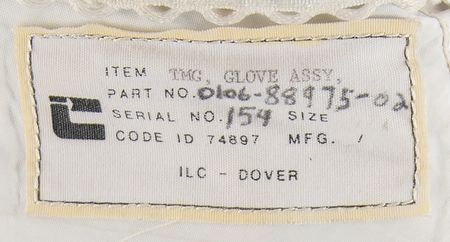 ITEM TMG, GLOVE ASSY,
PART NO. 0106-88975-02
SERIAL NO. 154 SIZE
CODE ID 74897 MFG. /
ILC - DOVER